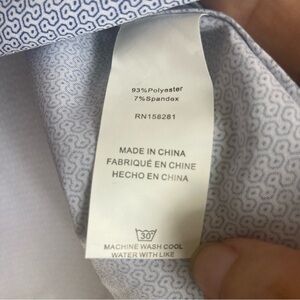 93%Polyester
7%Spandex
RN158281
MADE IN CHINA
FABRIQUÉ EN CHINE
HECHO EN CHINA
30°
MACHINE WASH COOL
WATER WITH LIKE